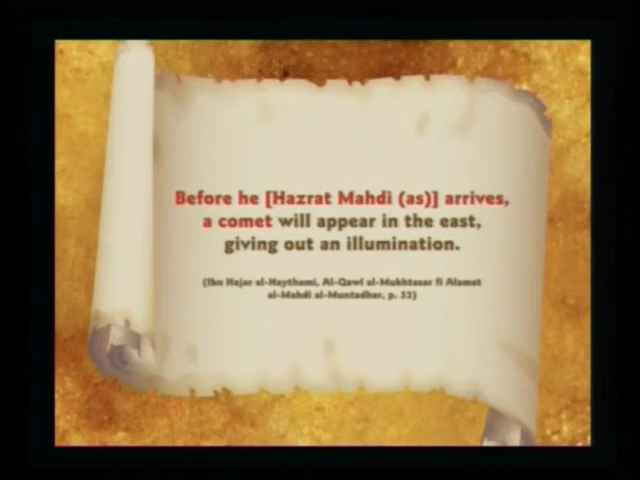 Before he [Hazrat Mahdi (as)] arrives,
a comet will appear in the east,
giving out an illumination.
(Ibn Hajar al-Haythami, Al-Qawl al-Mukhtasar fi Alamat
al-Mahdi al-Muntadhar, p. 53)